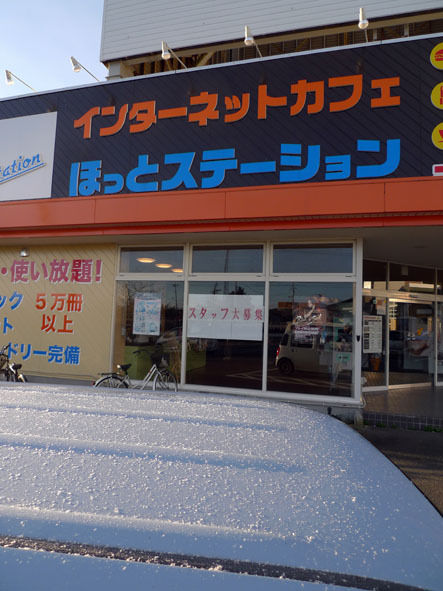 インターネットカフェ
ほっとステーション
tation
・使い放題!
ック 5万冊
ト 以上
ドリー完備
スタッフ大募集